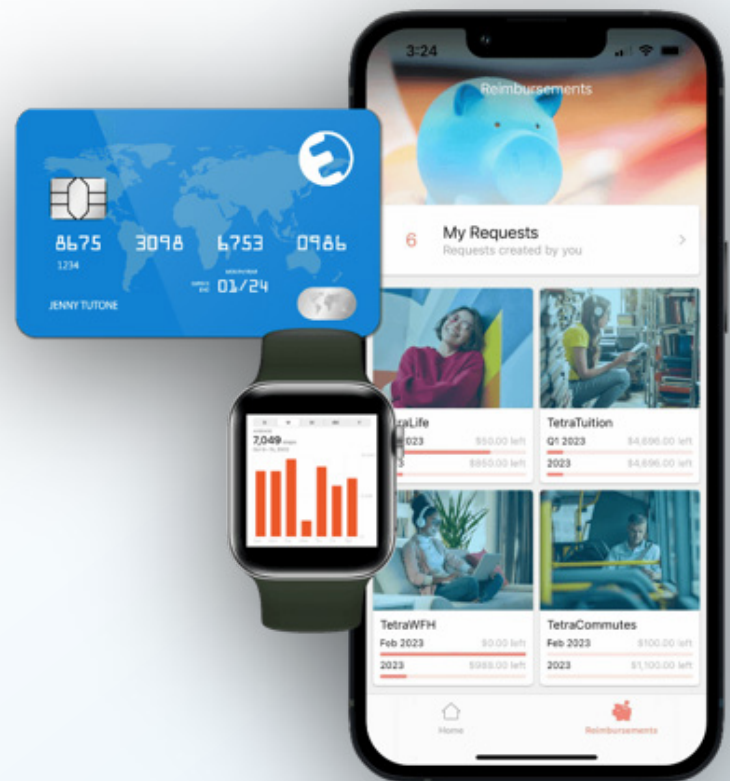 3:24
Reimbursements
8675 3098 6753 0986
1234
01/24
JENNY TUTONE
6 My Requests
Requests created by you
7,049
raLife
2023 $50.00 left
$850.00 left
TetraTuition
Q1 2023 $4,696.00 left
2023 $4,696.00 left
TetraWFH
Feb 2023 $0.00 left
2023 $988.00 left
TetraCommutes
Feb 2023 $100.00 left
2023 $1,100.00 left
Home
Reimbursements